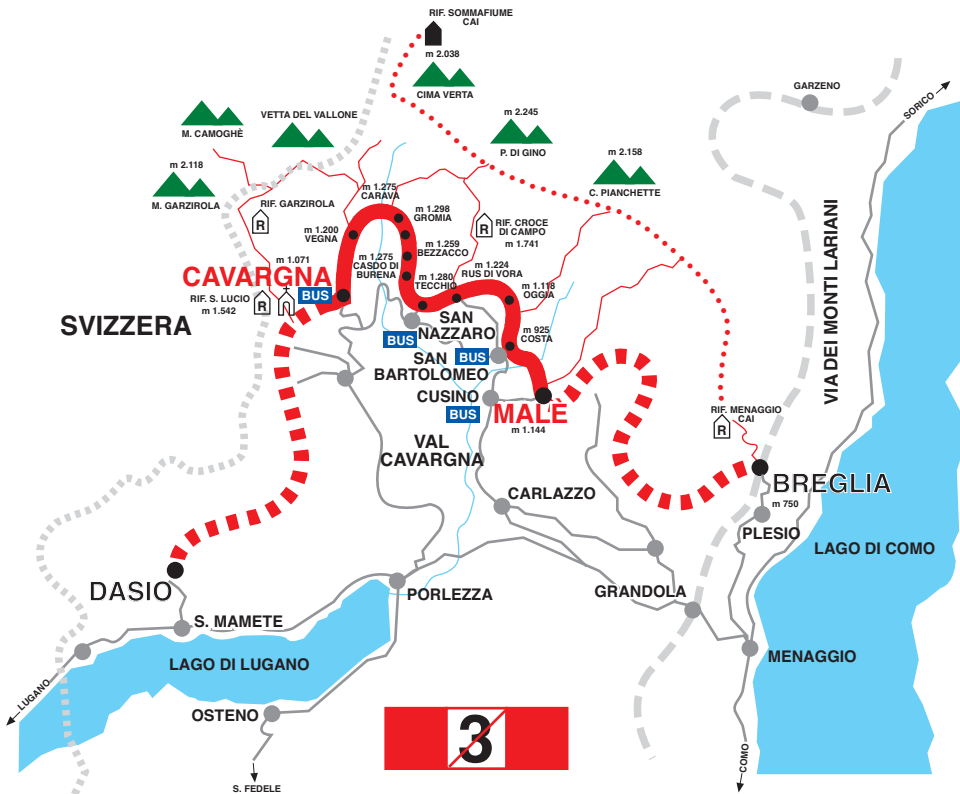 RIF. SOMMAFIUME
CAI
m 2.038
CIMA VERTA
GARZENO
SORICO
M. CAMOGHÈ
VETTA DEL VALLONE
m 2.245
P. DI GINO
m 2.118
M. GARZIROLA
m 2.158
C. PIANCHETTE
RIF. GARZIROLA
R
m 1.275
CARAVA
m 1.298
GROMIA
m 1.200
VEGNA
R
RIF. CROCE
DI CAMPO
m 1.741
m 1.259
BEZZACCO
m 1.275
CASDO DI
BURENA
m 1.280
TECCHIO
m 1.224
RUS DI VORA
m 1.118
OGGIA
m 1.071
CAVARGNA
BUS
RIF. S. LUCIO
m 1.542
R
SVIZZERA
VIA DEI MONTI LARIANI
SAN
NAZZARO
BUS
m 925
COSTA
SAN
BARTOLOMEO
BUS
CUSINO
BUS
MALÈ
m 1.144
RIF. MENAGGIO
CAI
R
VAL
CAVARGNA
BREGLIA
m 750
CARLAZZO
PLESIO
LAGO DI COMO
DASIO
PORLEZZA
GRANDOLA
S. MAMETE
LAGO DI LUGANO
MENAGGIO
LUGANO
OSTENO
3
COMO
S. FEDELE